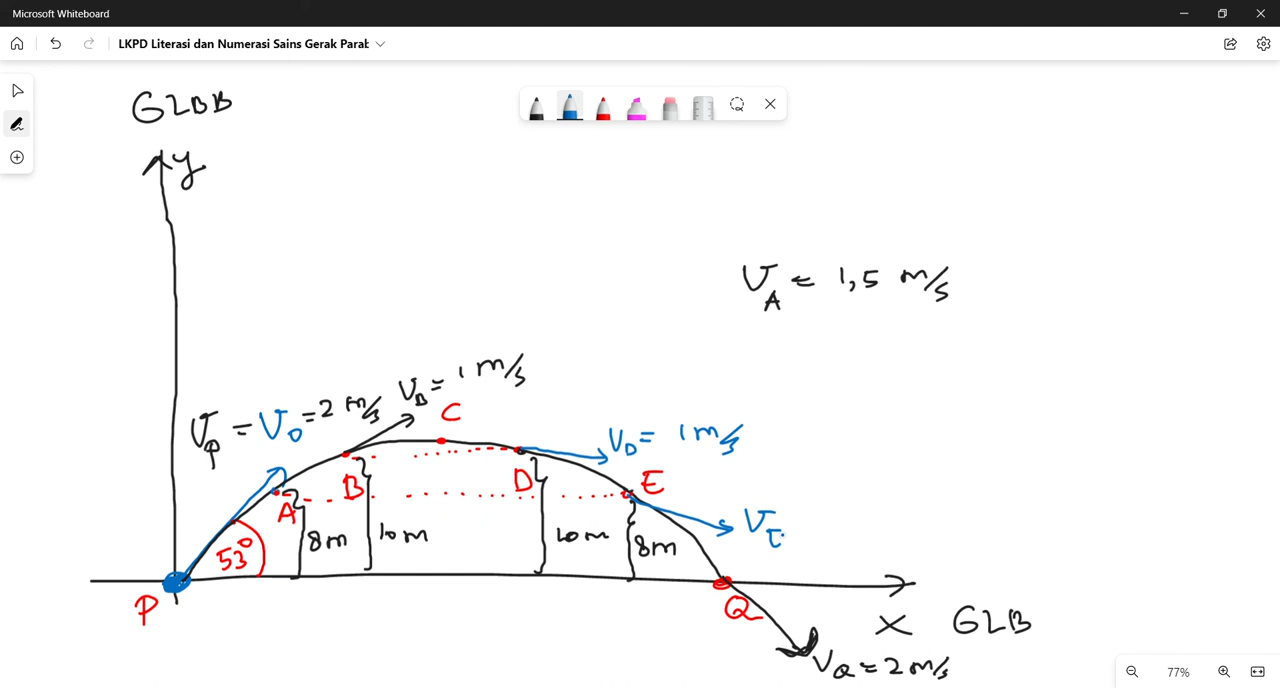 Microsoft Whiteboard
LKPD Literasi dan Numerasi Sains Gerak Paral
GLBB
y
V_A = 1,5 m/s
V_P = V_0 = 2 m/s
V_B = 1 m/s
C
V_D = 1 m/s
B
D
E
A
V_E
53°
8m
10m
10m
8m
P
Q
X GLB
V_Q = 2 m/s
77%